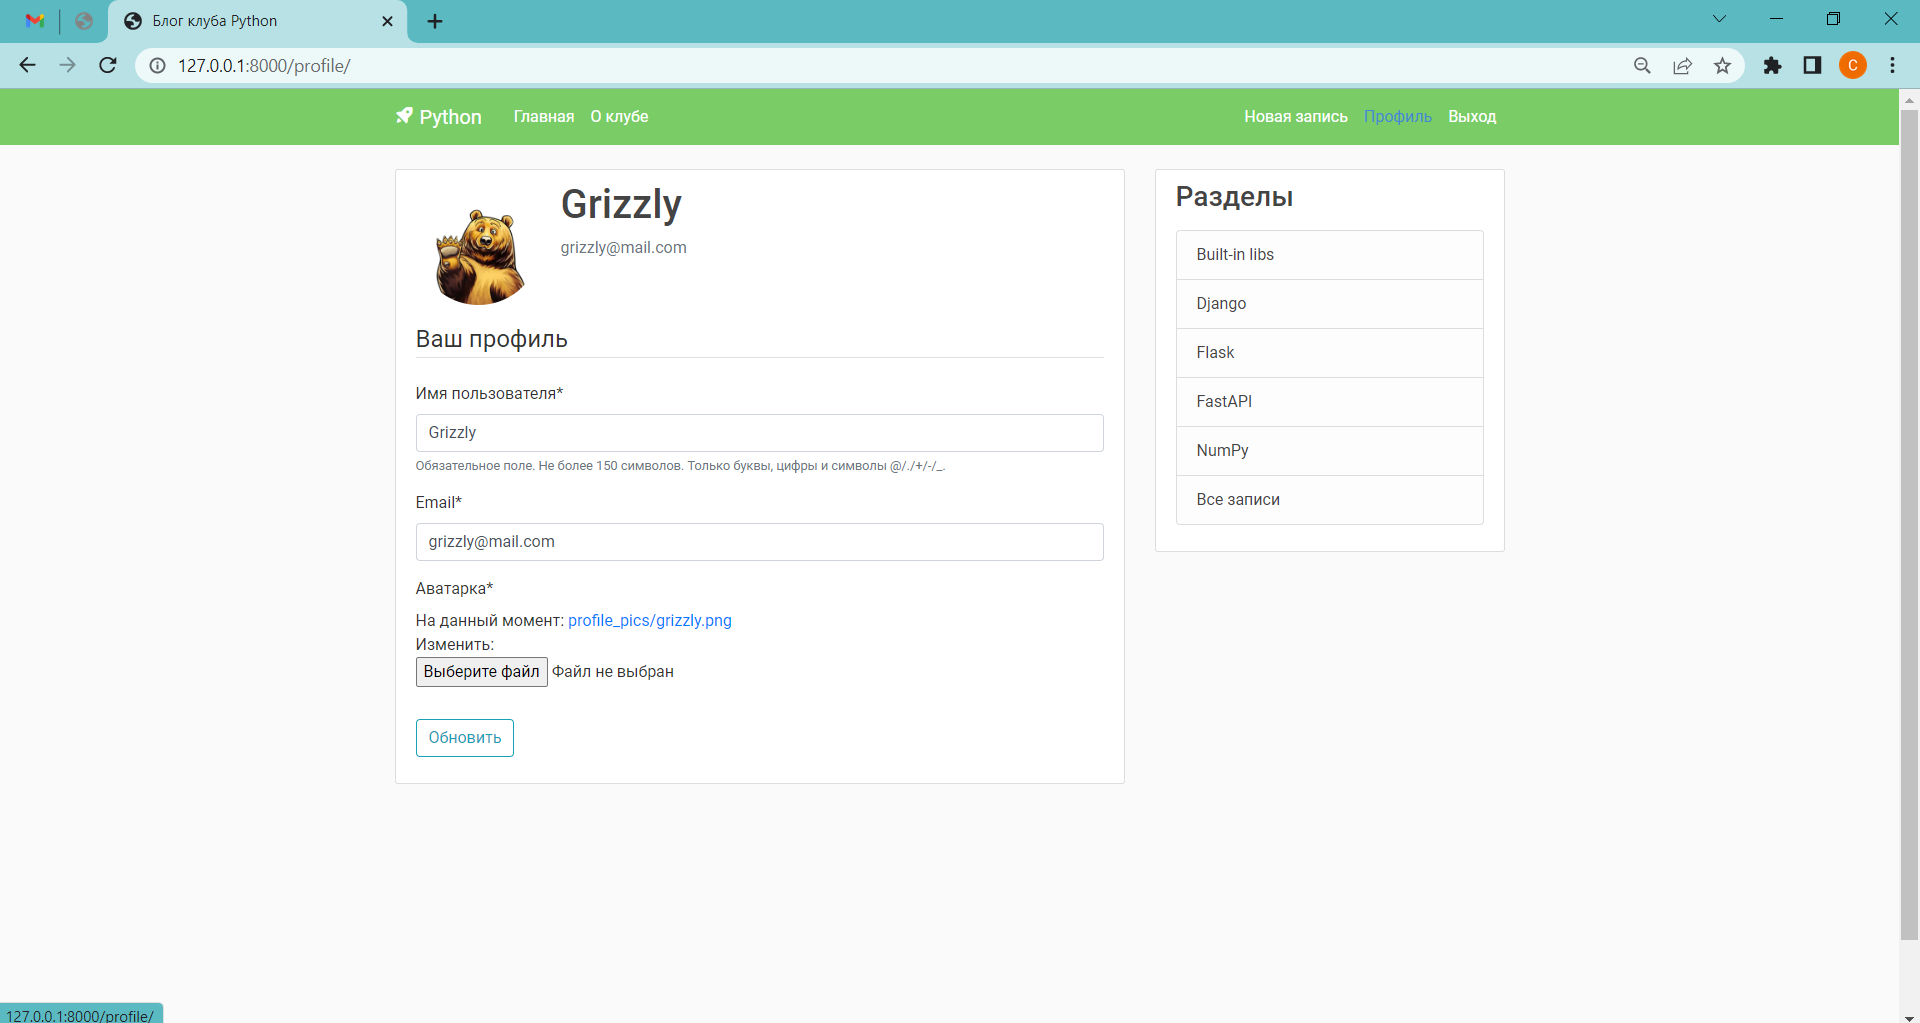 Блог клуба Python
127.0.0.1:8000/profile/
C
Python Главная О клубе Новая запись Профиль Выход
Grizzly
grizzly@mail.com
Ваш профиль
Имя пользователя*
Grizzly
Обязательное поле. Не более 150 символов. Только буквы, цифры и символы @/./+/-/_.
Email*
grizzly@mail.com
Аватарка*
На данный момент: profile_pics/grizzly.png
Изменить:
Выберите файл Файл не выбран
Обновить
Разделы
Built-in libs
Django
Flask
FastAPI
NumPy
Все записи
127.0.0.1:8000/profile/